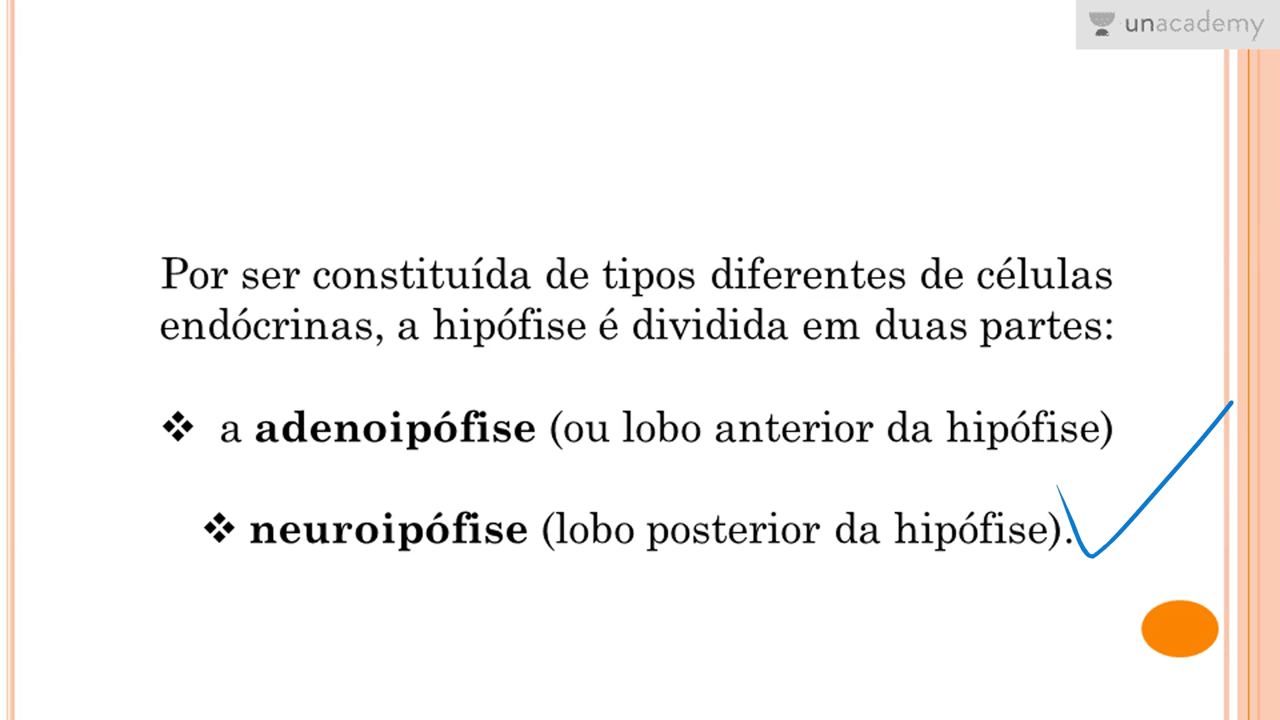 unacademy
Por ser constituída de tipos diferentes de células
endócrinas, a hipófise é dividida em duas partes:
❖ a adenoipófise (ou lobo anterior da hipófise)
❖ neuroipófise (lobo posterior da hipófise).